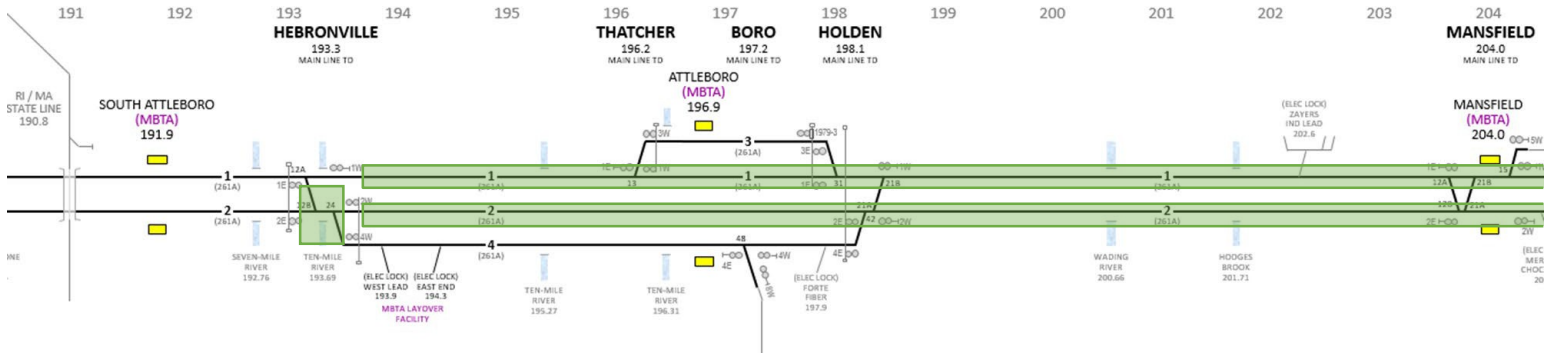 191 192 193 194 195 196 197 198 199 200 201 202 203 204
HEBRONVILLE
193.3
MAIN LINE TD
THATCHER
196.2
MAIN LINE TD
BORO
197.2
MAIN LINE TD
HOLDEN
198.1
MAIN LINE TD
MANSFIELD
204.0
MAIN LINE TD
RI / MA
STATE LINE
190.8
SOUTH ATTLEBORO
(MBTA)
191.9
ATTLEBORO
(MBTA)
196.9
(ELEC LOCK)
ZAYERS
IND LEAD
202.6
MANSFIELD
(MBTA)
204.0
3W
1979-3
5W
3
(261A)
3E
12A
1W
1
(261A)
1E
1
(261A)
13
1W
1
(261A)
1E
31
1W
21B
1
(261A)
1E
12A
21B
15
2
(261A)
2E
12B
24
2W
2
(261A)
2E
21A
42
2W
2
(261A)
2E
12B
21A
2W
4W
4
(261A)
48
4E
4W
8W
4E
SEVEN-MILE
RIVER
192.76
TEN-MILE
RIVER
193.69
(ELEC LOCK)
WEST LEAD
193.9
(ELEC LOCK)
EAST END
194.3
MBTA LAYOVER
FACILITY
TEN-MILE
RIVER
195.27
TEN-MILE
RIVER
196.31
(ELEC LOCK)
FORTE
FIBER
197.9
WADING
RIVER
200.66
HODGES
BROOK
201.71
(ELEC
MER
CHOC
20
ONE